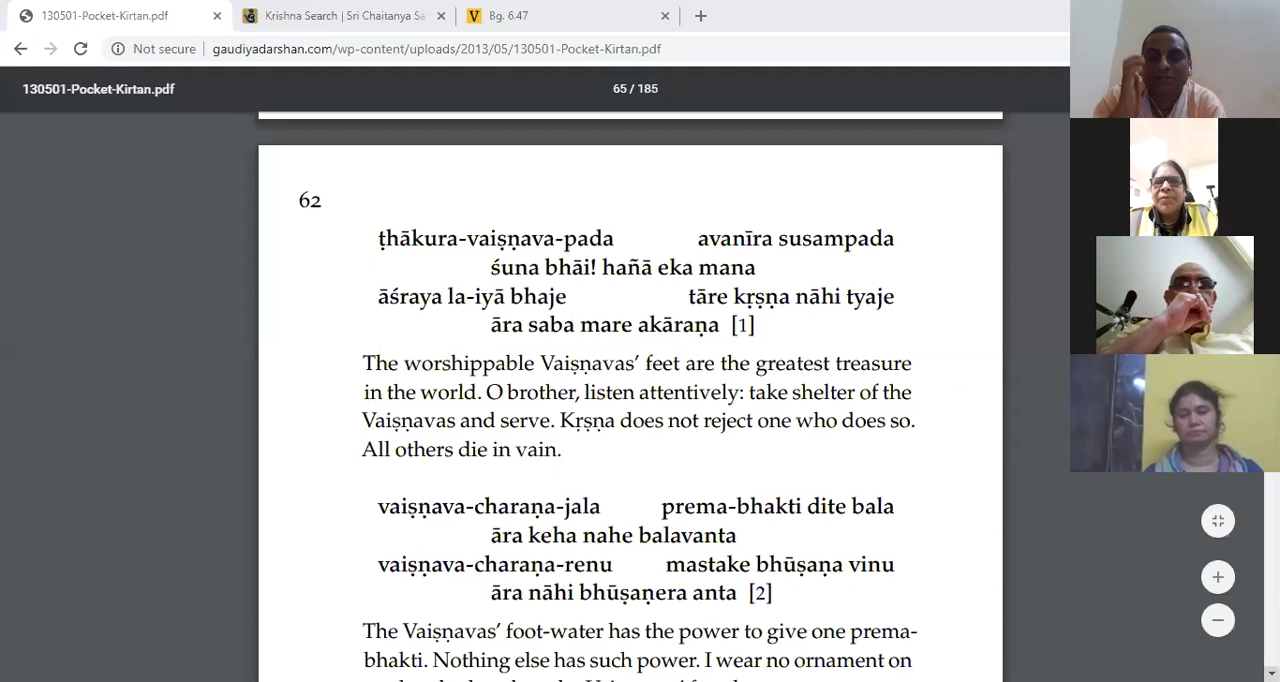 130501-Pocket-Kirtan.pdf
Krishna Search | Sri Chaitanya Sa
Bg. 6.47
Not secure
gaudiyadarshan.com/wp-content/uploads/2013/05/130501-Pocket-Kirtan.pdf
130501-Pocket-Kirtan.pdf
65 / 185
62
ṭhākura-vaiṣṇava-pada avanīra susampada
śuna bhāi! hañā eka mana
āśraya la-iyā bhaje tāre kṛṣṇa nāhi tyaje
āra saba mare akāraṇa [1]
The worshippable Vaiṣṇavas’ feet are the greatest treasure
in the world. O brother, listen attentively: take shelter of the
Vaiṣṇavas and serve. Kṛṣṇa does not reject one who does so.
All others die in vain.
vaiṣṇava-charaṇa-jala prema-bhakti dite bala
āra keha nahe balavanta
vaiṣṇava-charaṇa-renu mastake bhūṣaṇa vinu
āra nāhi bhūṣaṇera anta [2]
The Vaiṣṇavas’ foot-water has the power to give one prema-
bhakti. Nothing else has such power. I wear no ornament on